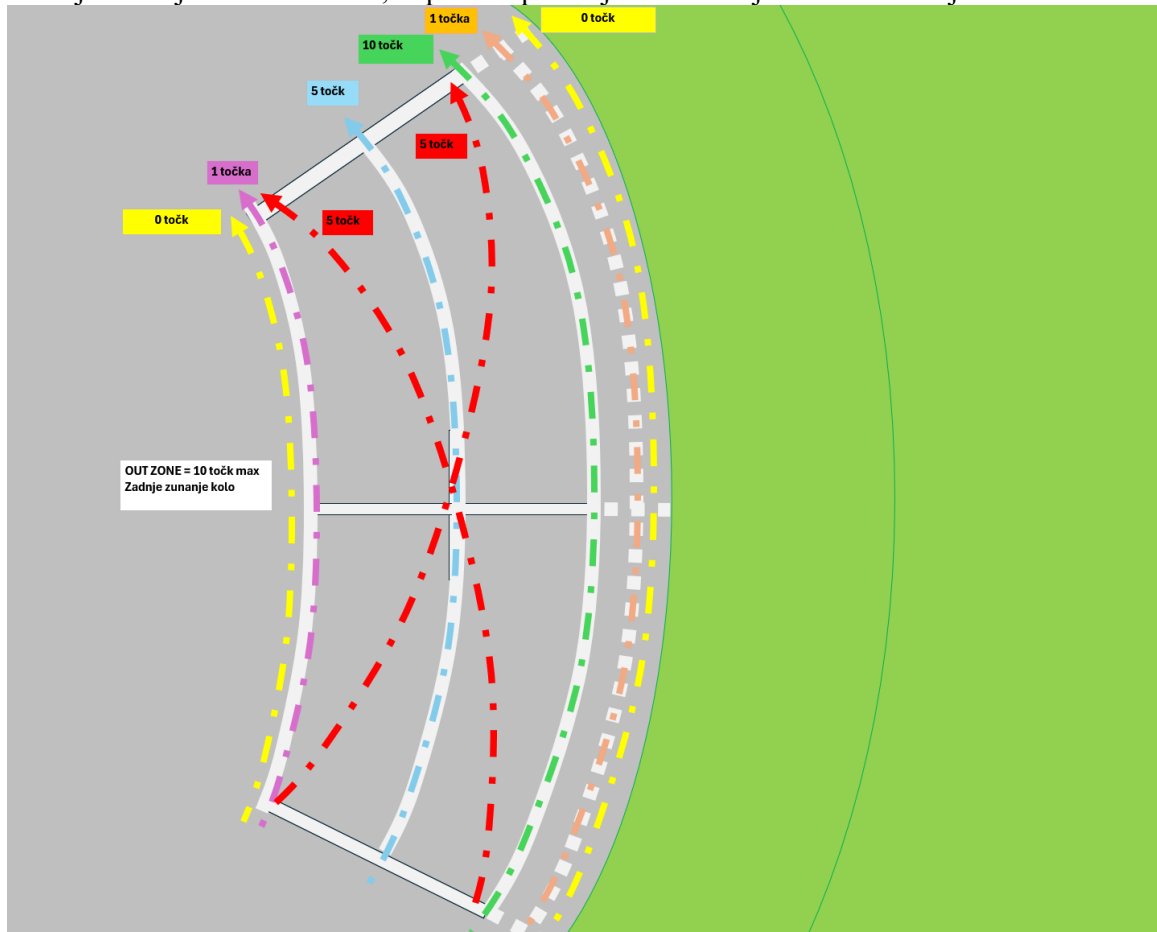 1 točka
0 točk
10 točk
5 točk
5 točk
1 točka
0 točk
5 točk
OUT ZONE = 10 točk max
Zadnje zunanje kolo